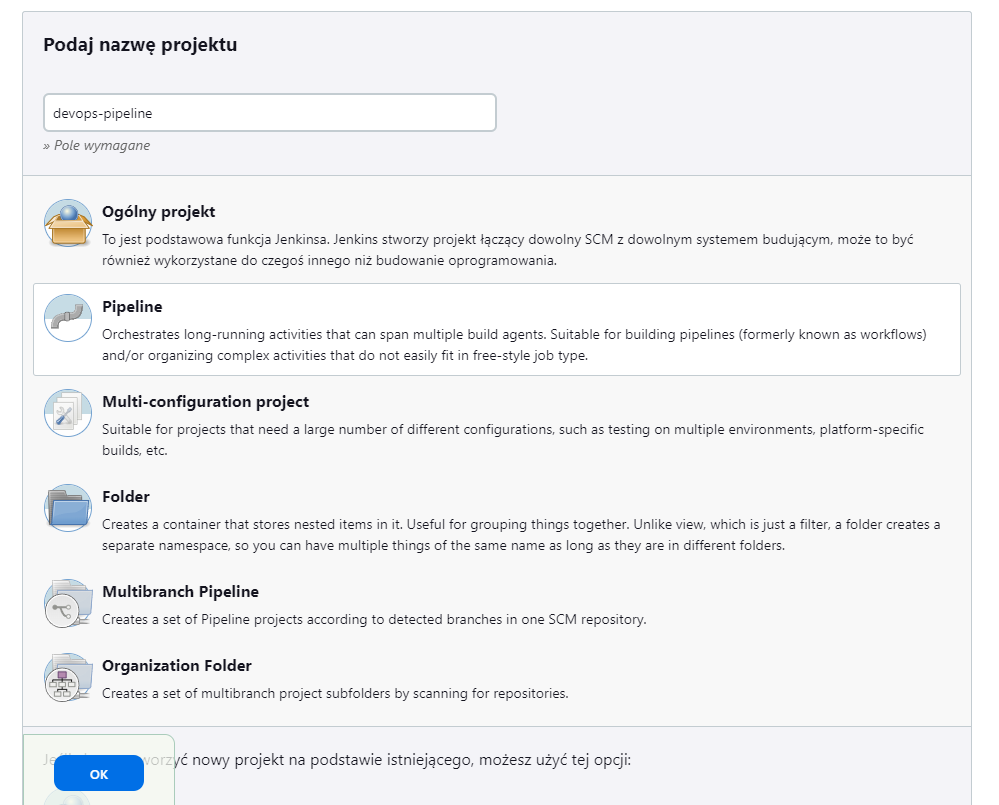 Podaj nazwę projektu
devops-pipeline
» Pole wymagane
Ogólny projekt
To jest podstawowa funkcja Jenkinsa. Jenkins stworzy projekt łączący dowolny SCM z dowolnym systemem budującym, może to być
również wykorzystane do czegoś innego niż budowanie oprogramowania.
Pipeline
Orchestrates long-running activities that can span multiple build agents. Suitable for building pipelines (formerly known as workflows)
and/or organizing complex activities that do not easily fit in free-style job type.
Multi-configuration project
Suitable for projects that need a large number of different configurations, such as testing on multiple environments, platform-specific
builds, etc.
Folder
Creates a container that stores nested items in it. Useful for grouping things together. Unlike view, which is just a filter, a folder creates a
separate namespace, so you can have multiple things of the same name as long as they are in different folders.
Multibranch Pipeline
Creates a set of Pipeline projects according to detected branches in one SCM repository.
Organization Folder
Creates a set of multibranch project subfolders by scanning for repositories.
nowy projekt na podstawie istniejącego, możesz użyć tej opcji:
OK